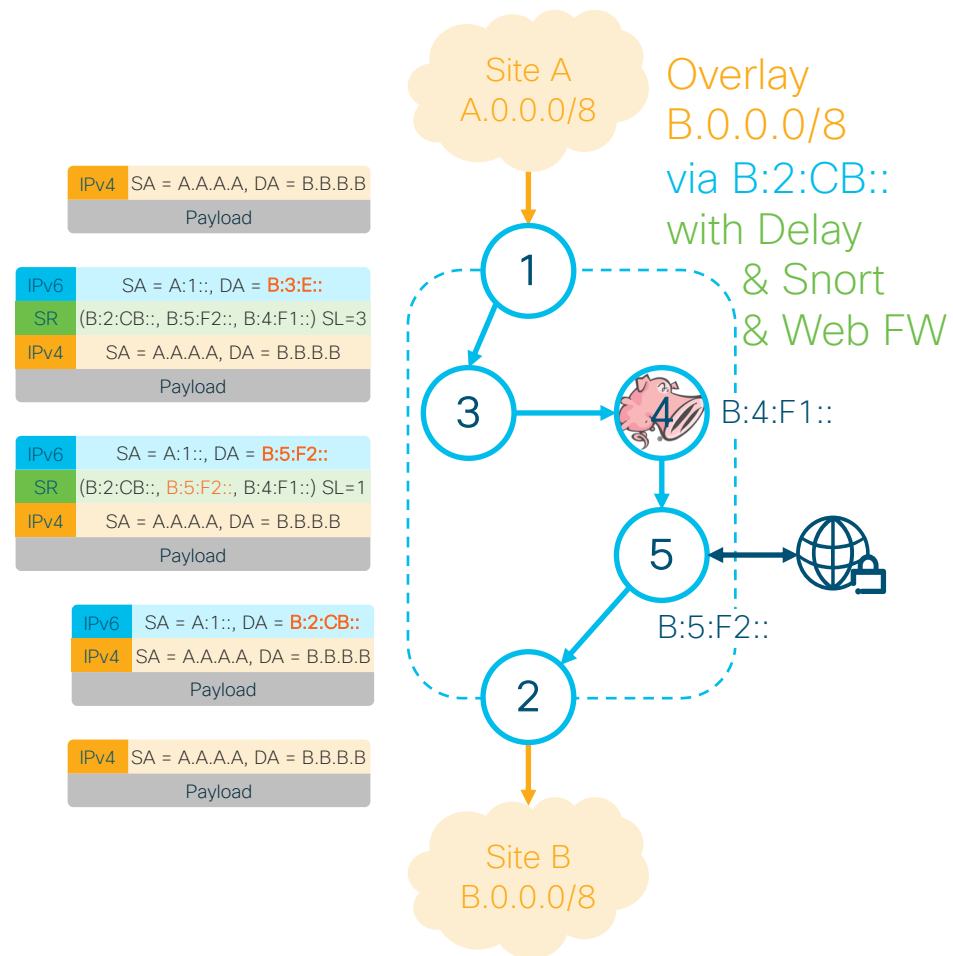 Site A
A.0.0.0/8
Overlay
B.0.0.0/8
via B:2:CB::
with Delay
& Snort
& Web FW
IPv4 SA = A.A.A.A, DA = B.B.B.B
Payload
IPv6 SA = A:1::, DA = B:3:E::
SR (B:2:CB::, B:5:F2::, B:4:F1::) SL=3
IPv4 SA = A.A.A.A, DA = B.B.B.B
Payload
IPv6 SA = A:1::, DA = B:5:F2::
SR (B:2:CB::, B:5:F2::, B:4:F1::) SL=1
IPv4 SA = A.A.A.A, DA = B.B.B.B
Payload
IPv6 SA = A:1::, DA = B:2:CB::
IPv4 SA = A.A.A.A, DA = B.B.B.B
Payload
IPv4 SA = A.A.A.A, DA = B.B.B.B
Payload
1
3
4
B:4:F1::
5
B:5:F2::
2
Site B
B.0.0.0/8